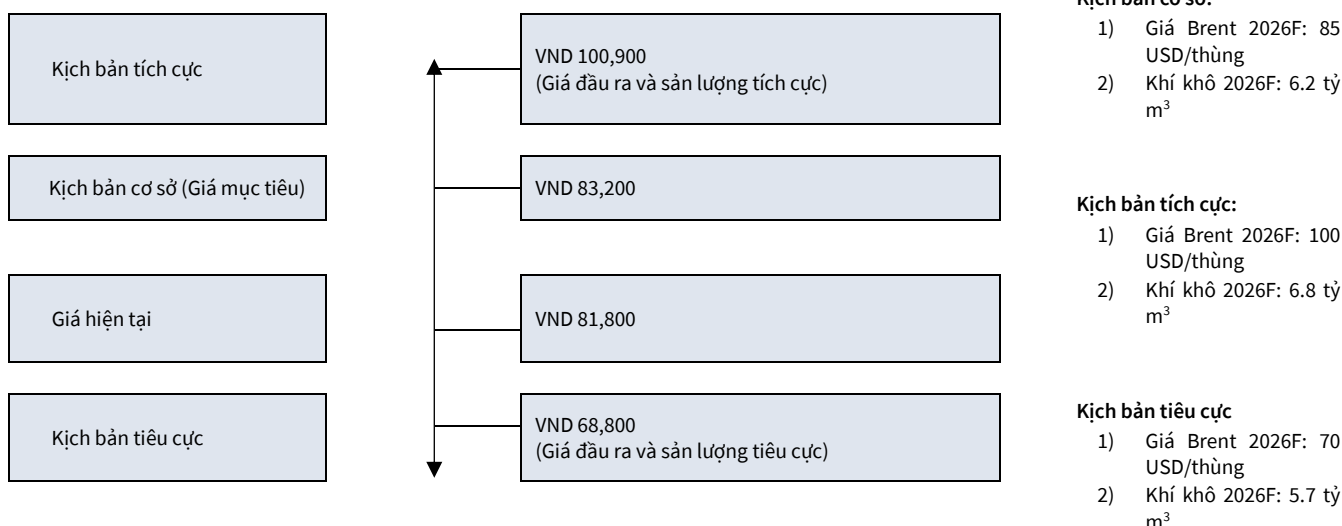 Kịch bản tích cực
VND 100,900
(Giá đầu ra và sản lượng tích cực)
Kịch bản cơ sở (Giá mục tiêu)
VND 83,200
Giá hiện tại
VND 81,800
Kịch bản tiêu cực
VND 68,800
(Giá đầu ra và sản lượng tiêu cực)
Kịch bản cơ sở:
1) Giá Brent 2026F: 85
USD/thùng
2) Khí khô 2026F: 6.2 tỷ
m³
Kịch bản tích cực:
1) Giá Brent 2026F: 100
USD/thùng
2) Khí khô 2026F: 6.8 tỷ
m³
Kịch bản tiêu cực
1) Giá Brent 2026F: 70
USD/thùng
2) Khí khô 2026F: 5.7 tỷ
m³